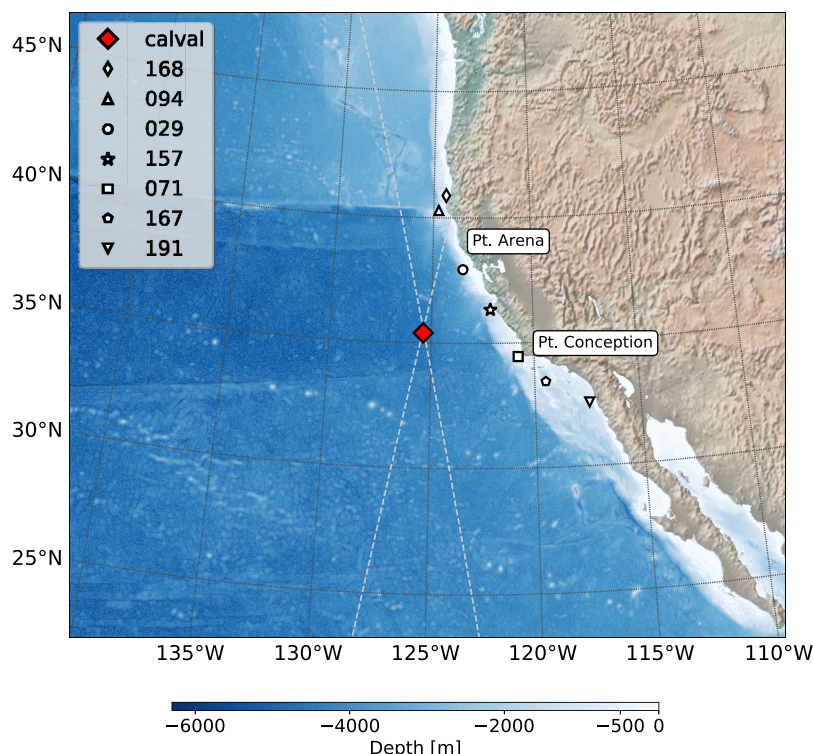 45°N
40°N
35°N
30°N
25°N
calval
168
094
029
157
071
167
191
Pt. Arena
Pt. Conception
135°W 130°W 125°W 120°W 115°W 110°W
−6000 −4000 −2000 −500 0
Depth [m]